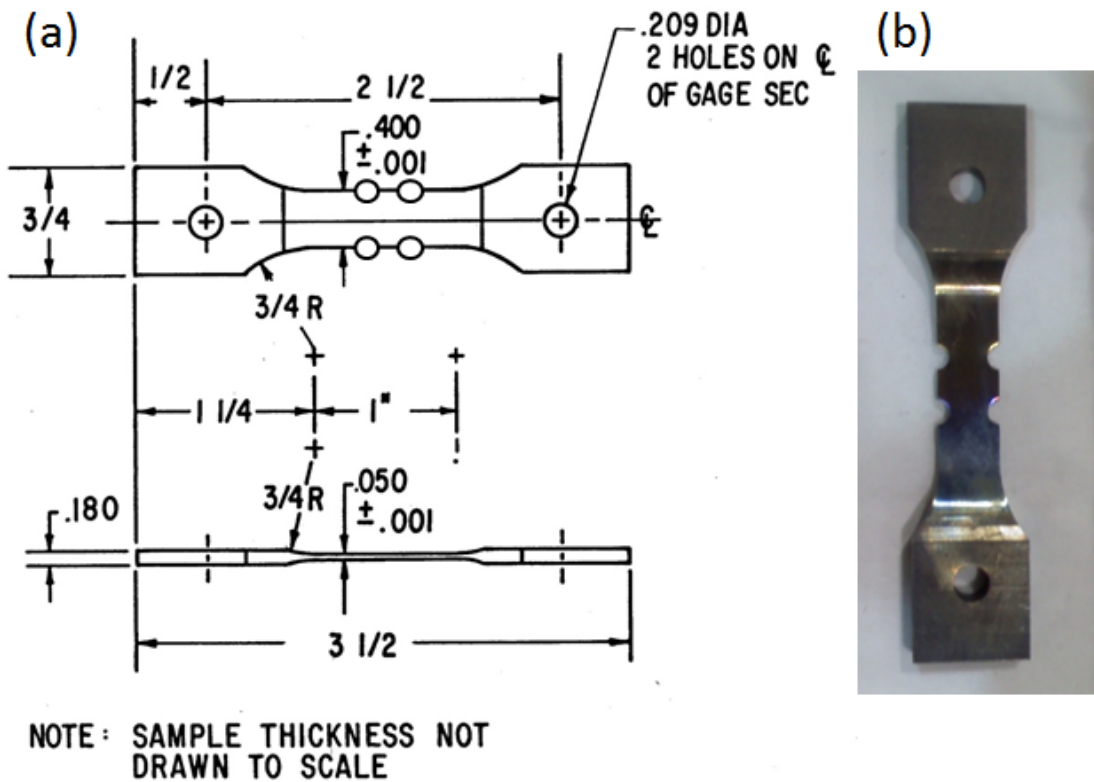 (a)
(b)
.209 DIA
2 HOLES ON ℄
OF GAGE SEC
1/2
2 1/2
.400
±.001
3/4
℄
3/4 R
1 1/4
1"
3/4 R
.050
±.001
.180
3 1/2
NOTE: SAMPLE THICKNESS NOT
DRAWN TO SCALE